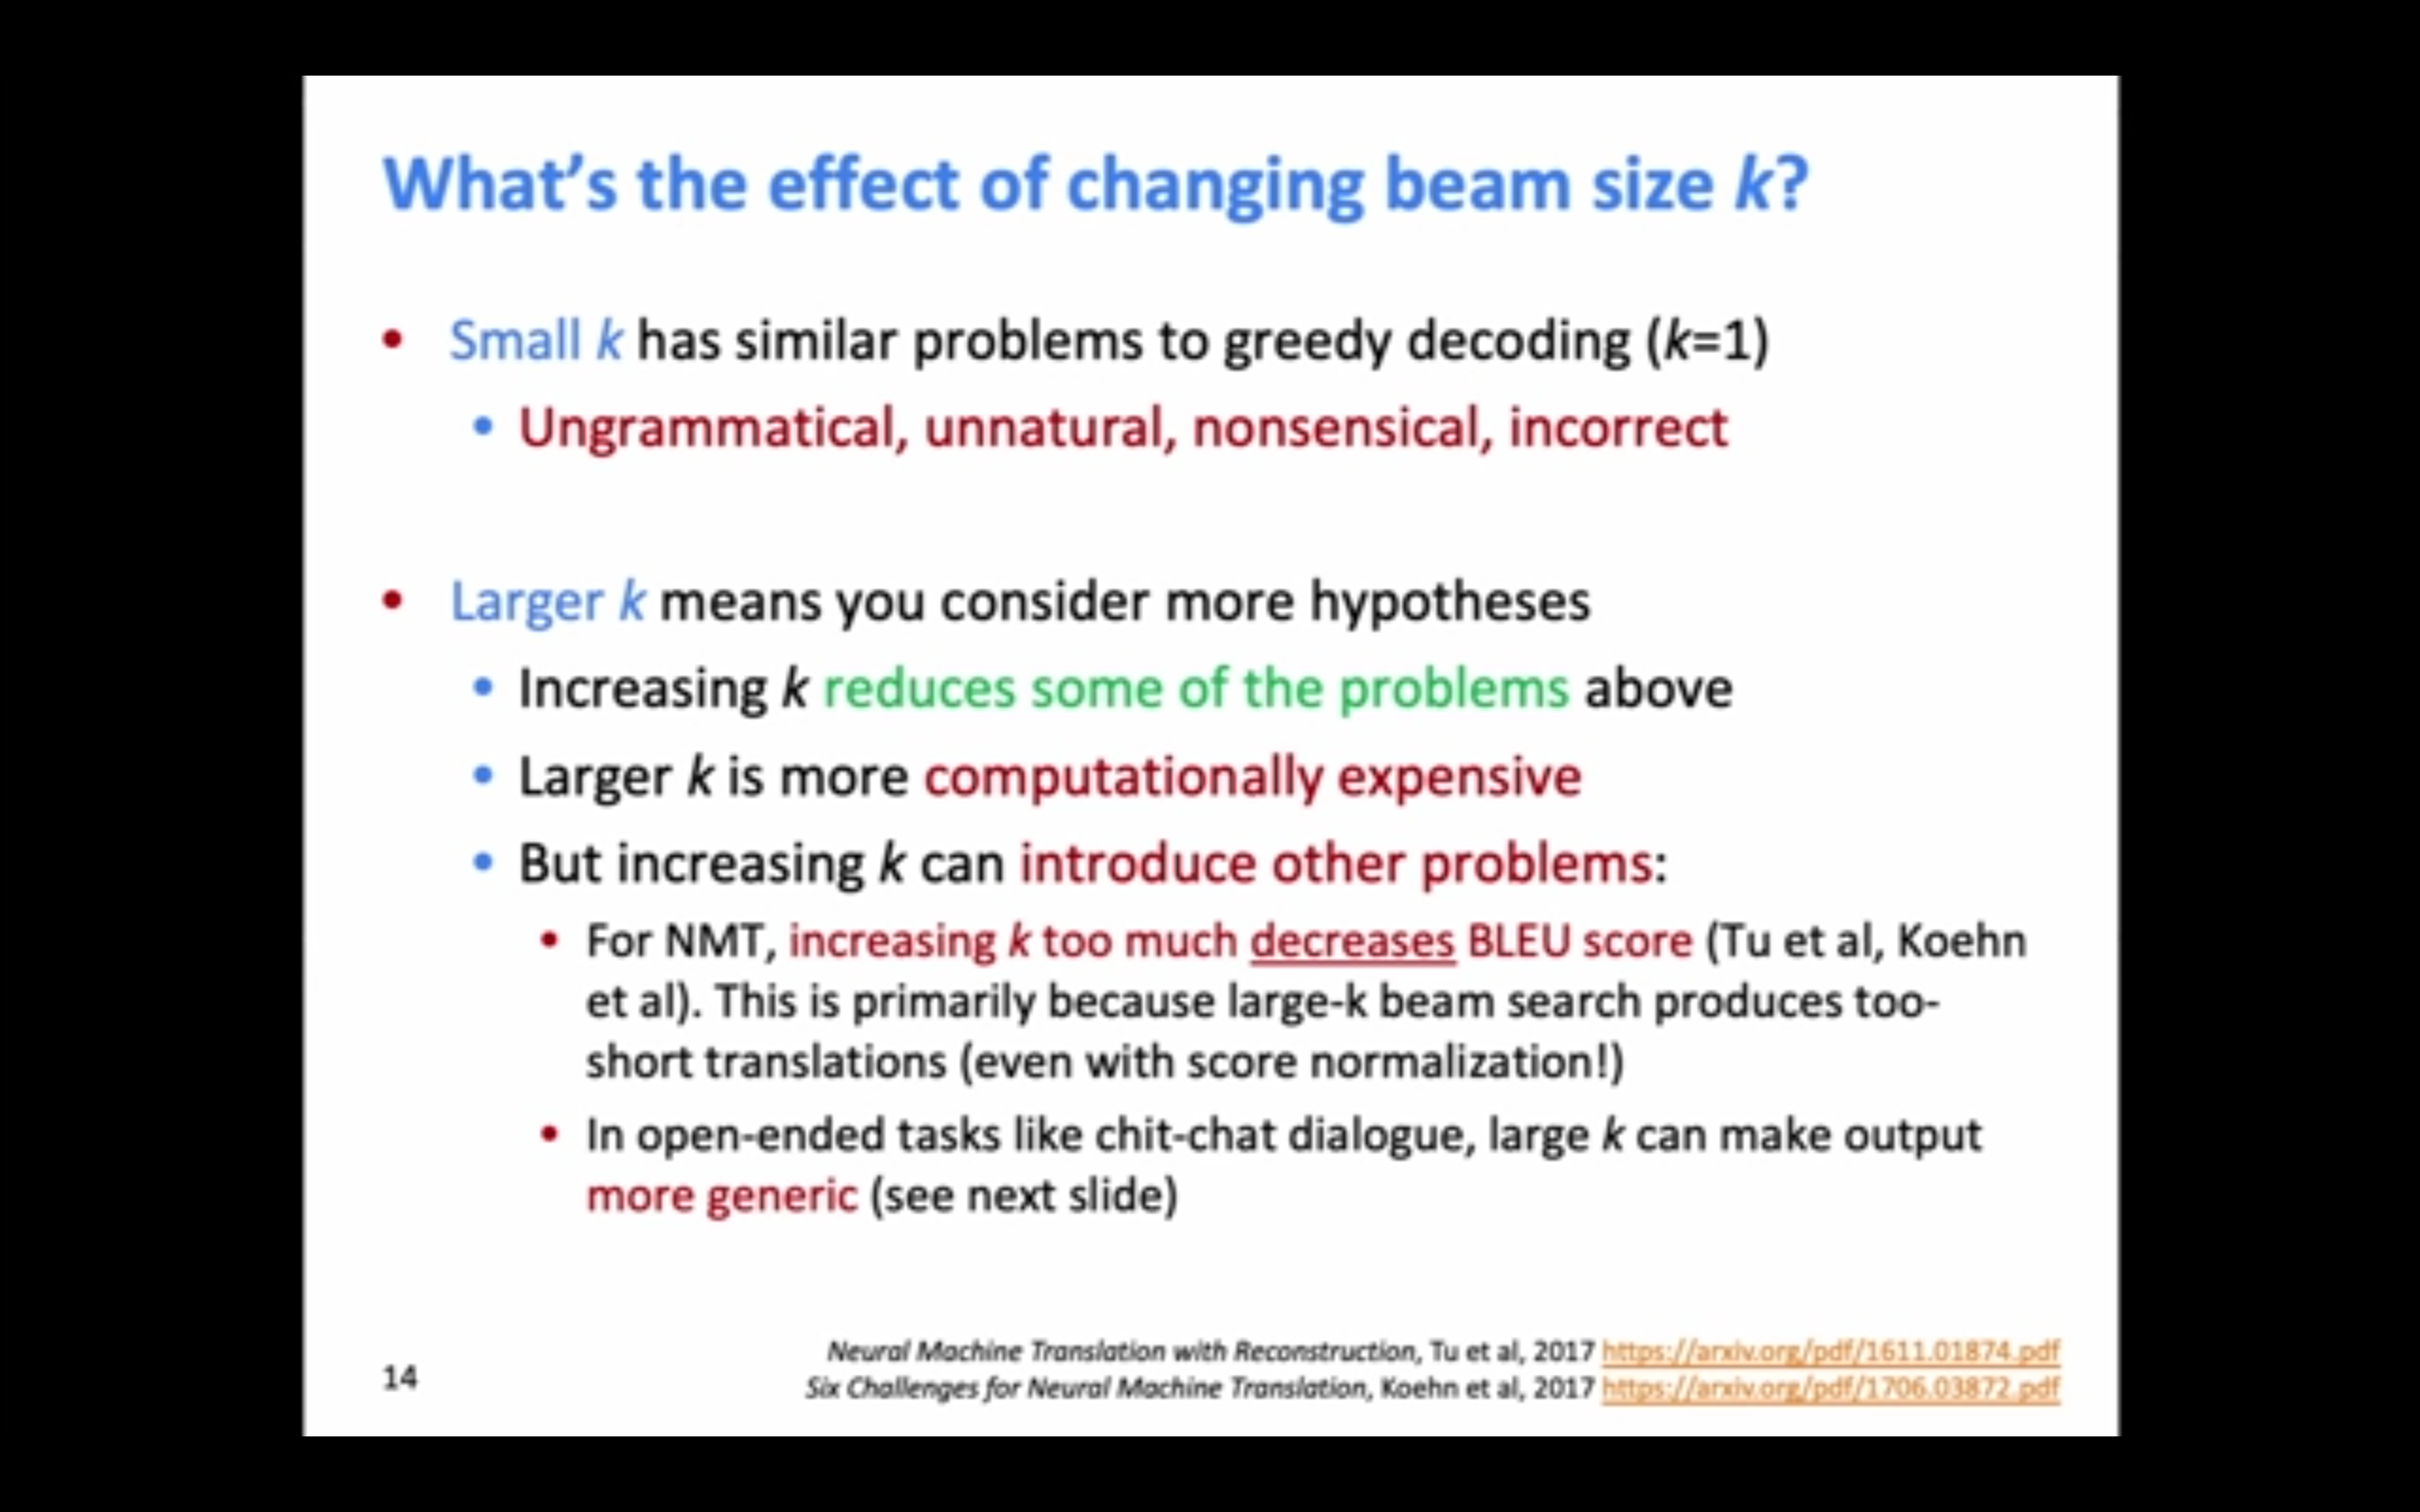 What’s the effect of changing beam size k?
• Small k has similar problems to greedy decoding (k=1)
• Ungrammatical, unnatural, nonsensical, incorrect
• Larger k means you consider more hypotheses
• Increasing k reduces some of the problems above
• Larger k is more computationally expensive
• But increasing k can introduce other problems:
• For NMT, increasing k too much decreases BLEU score (Tu et al, Koehn
et al). This is primarily because large-k beam search produces too-
short translations (even with score normalization!)
• In open-ended tasks like chit-chat dialogue, large k can make output
more generic (see next slide)
Neural Machine Translation with Reconstruction, Tu et al, 2017 https://arxiv.org/pdf/1611.01874.pdf
Six Challenges for Neural Machine Translation, Koehn et al, 2017 https://arxiv.org/pdf/1706.03872.pdf
14